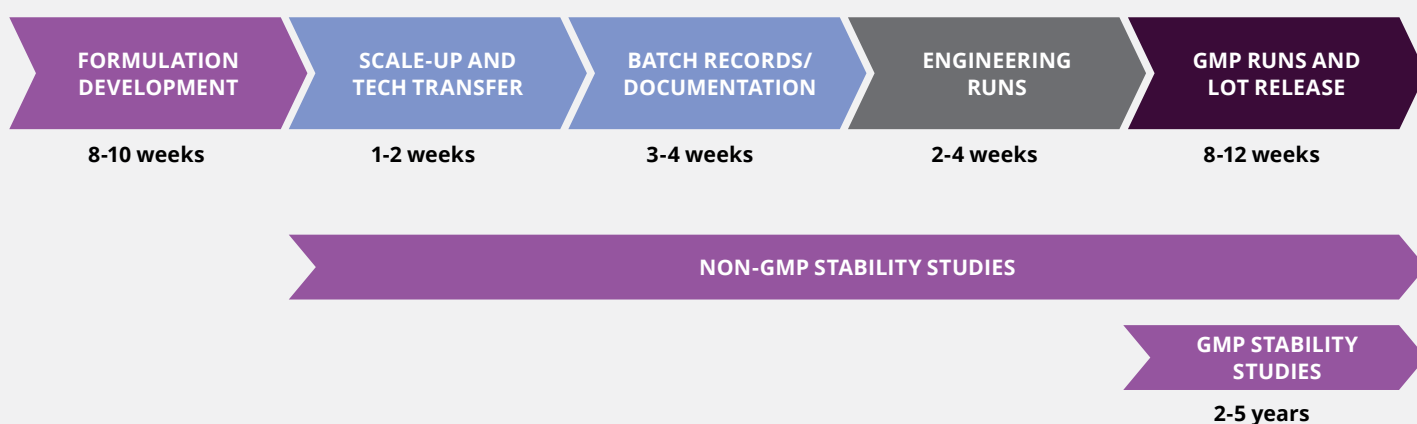 FORMULATION
DEVELOPMENT
SCALE-UP AND
TECH TRANSFER
BATCH RECORDS/
DOCUMENTATION
ENGINEERING
RUNS
GMP RUNS AND
LOT RELEASE
8-10 weeks
1-2 weeks
3-4 weeks
2-4 weeks
8-12 weeks
NON-GMP STABILITY STUDIES
GMP STABILITY
STUDIES
2-5 years